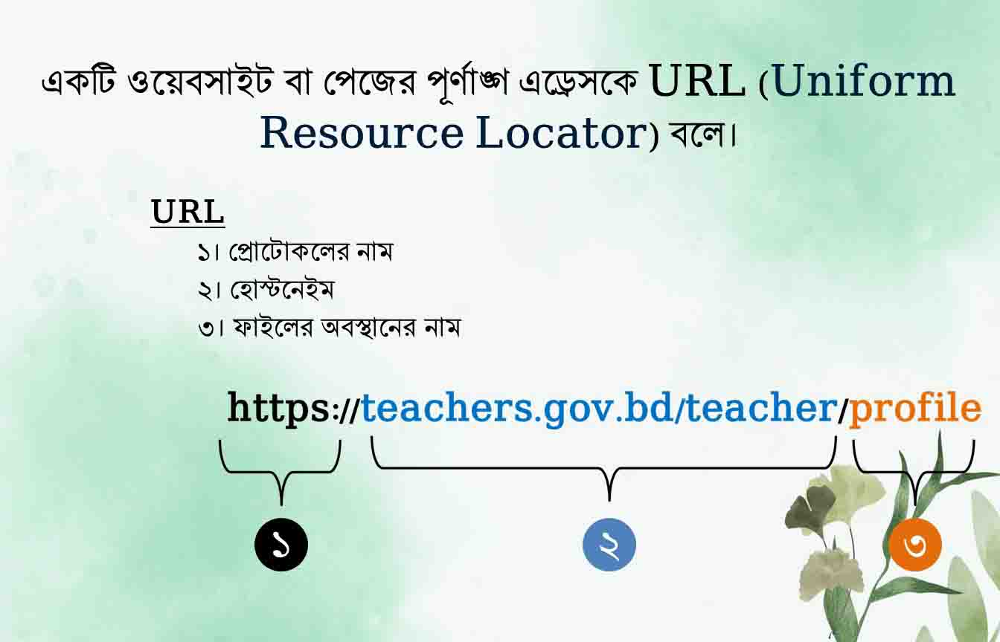 একটি ওয়েবসাইট বা পেজের পূর্ণাঙ্গ এড্রেসকে URL (Uniform
Resource Locator) বলে।
URL
১। প্রোটোকলের নাম
২। হোস্টনেইম
৩। ফাইলের অবস্থানের নাম
https://teachers.gov.bd/teacher/profile
১ ২ ৩